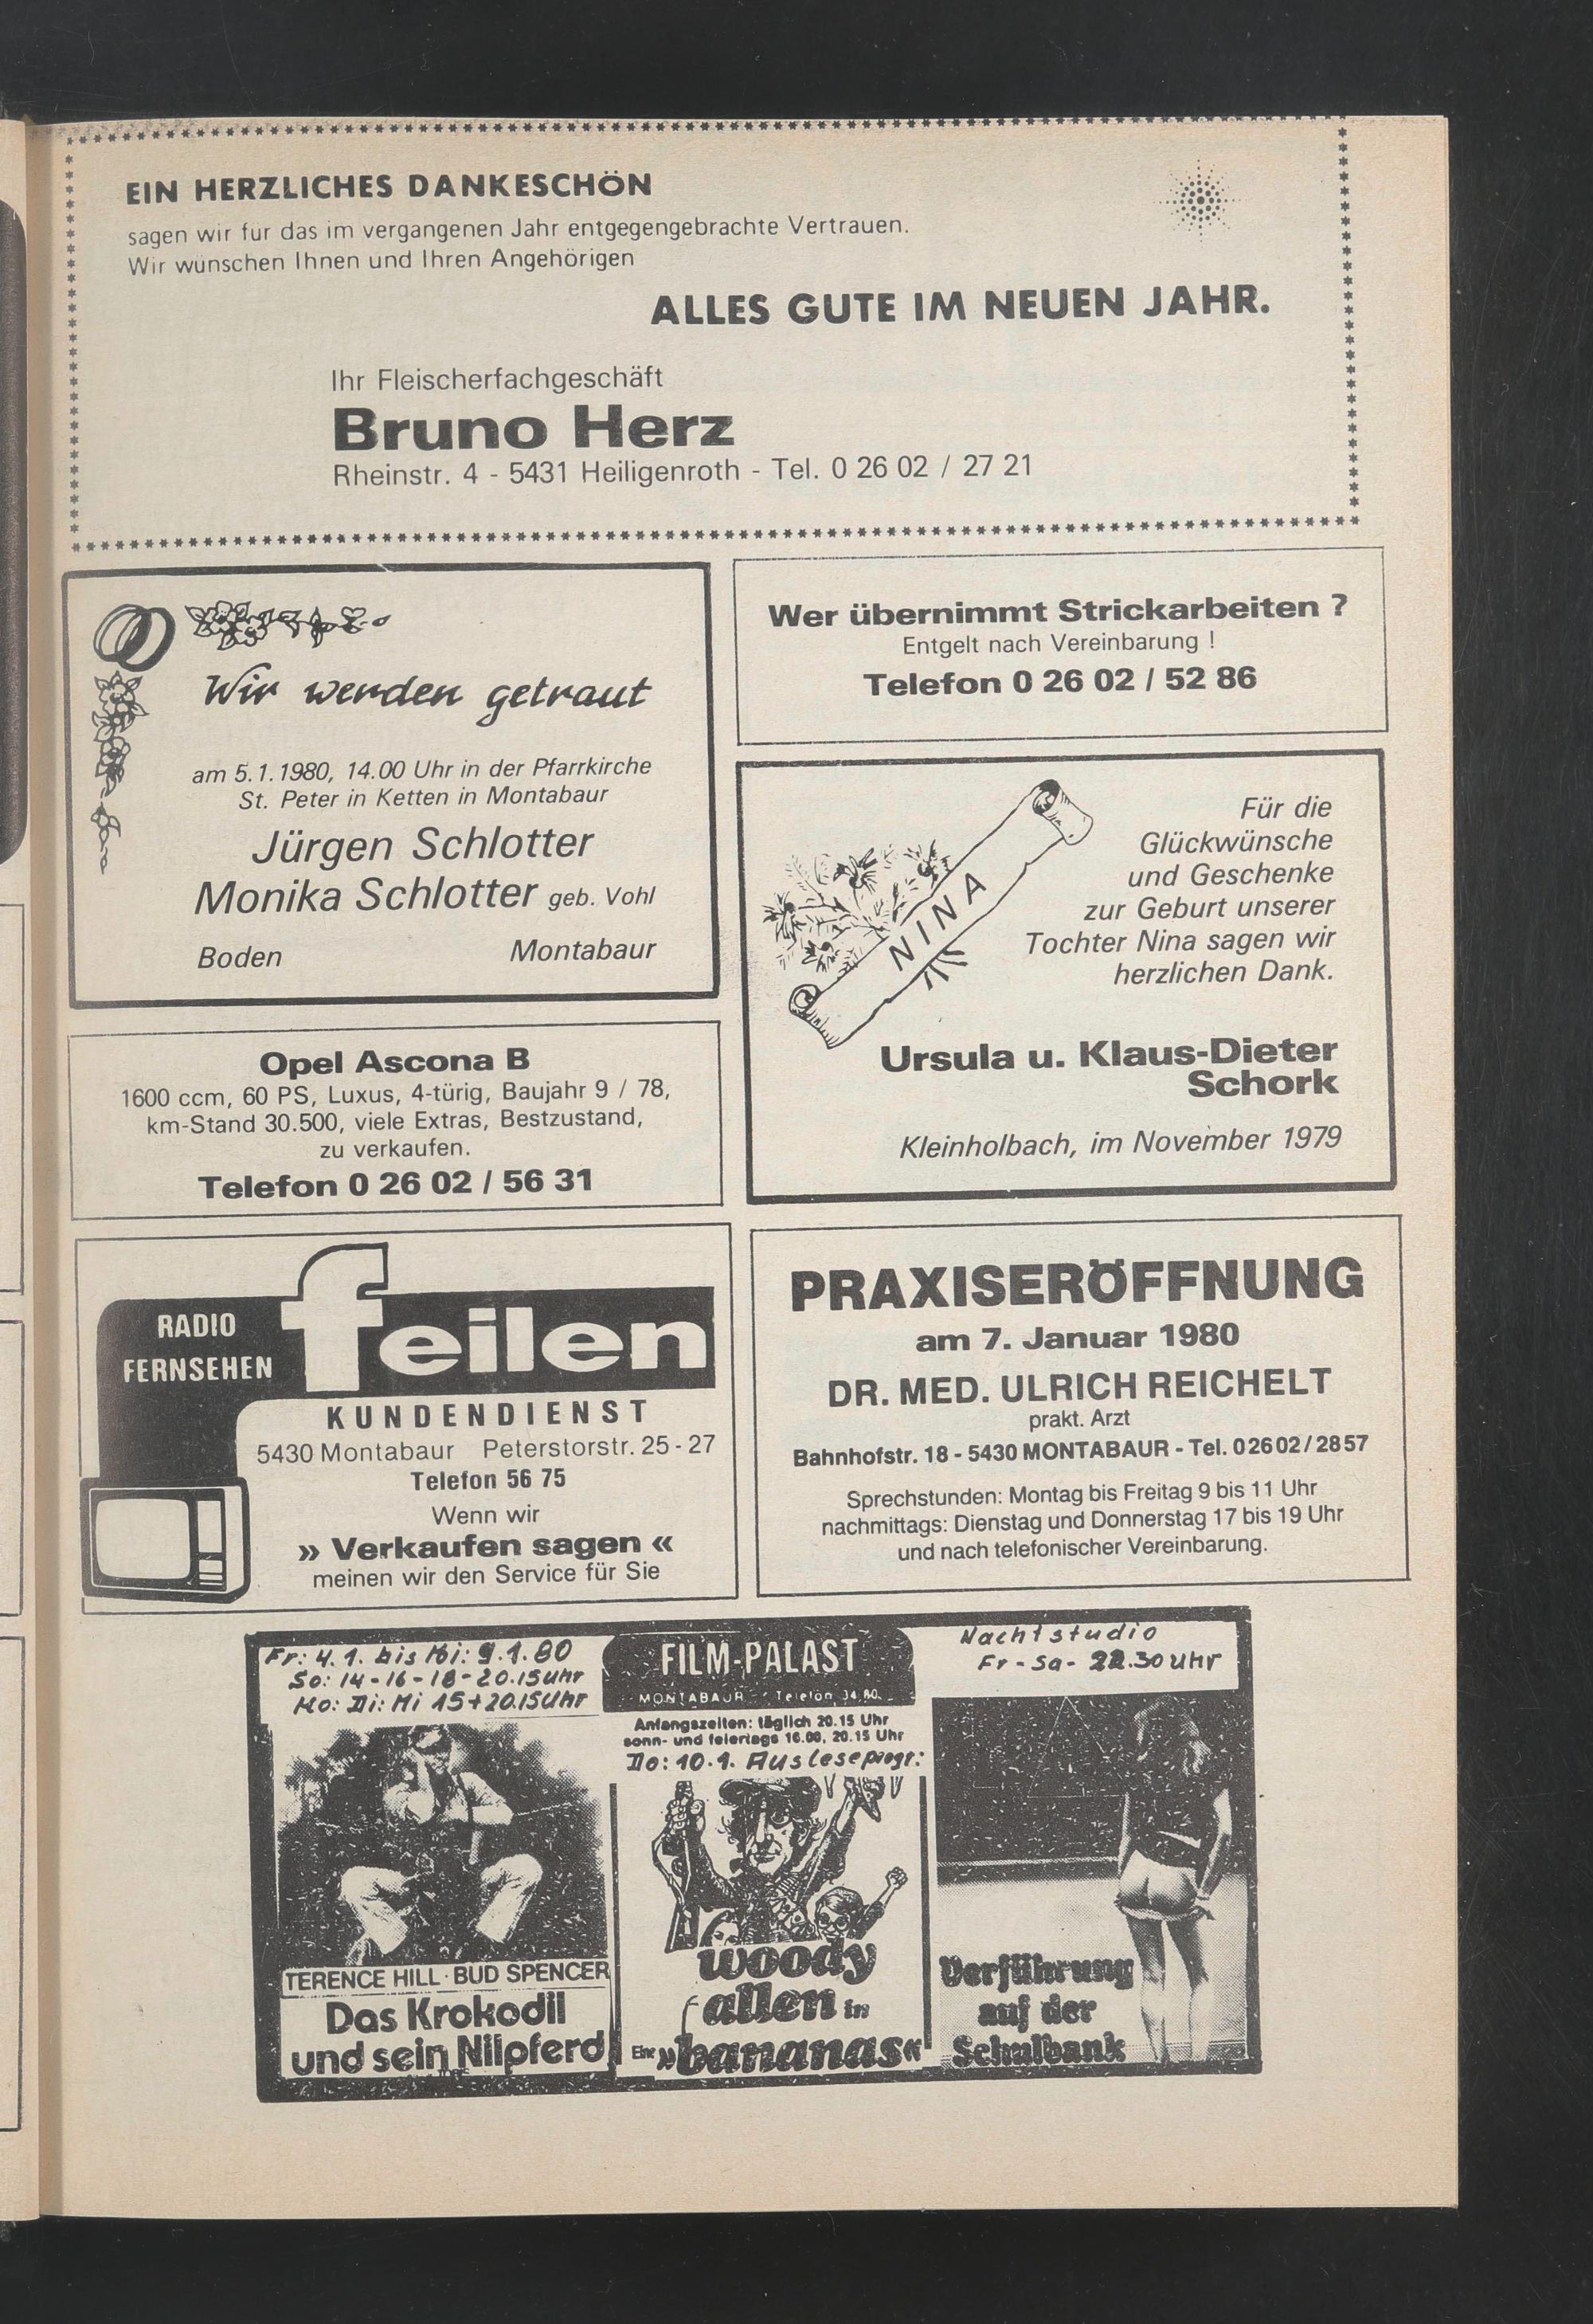 EIN HERZLICHES DANKESCHÖN
sagen wir fur das im vergangenen Jahr entgegengebrachte Vertrauen.
Wir wunschen Ihnen und Ihren Angehörigen
ALLES GUTE IM NEUEN JAHR.
Ihr Fleischerfachgeschäft
Bruno Herz
Rheinstr. 4 - 5431 Heiligenroth - Tel. 0 26 02 / 27 21
Wir werden getraut
am 5.1.1980, 14.00 Uhr in der Pfarrkirche
St. Peter in Ketten in Montabaur
Jürgen Schlotter
Monika Schlotter geb. Vohl
Boden Montabaur
Wer übernimmt Strickarbeiten ?
Entgelt nach Vereinbarung !
Telefon 0 26 02 / 52 86
NINA
Für die
Glückwünsche
und Geschenke
zur Geburt unserer
Tochter Nina sagen wir
herzlichen Dank.
Ursula u. Klaus-Dieter
Schork
Kleinholbach, im November 1979
Opel Ascona B
1600 ccm, 60 PS, Luxus, 4-türig, Baujahr 9 / 78,
km-Stand 30.500, viele Extras, Bestzustand,
zu verkaufen.
Telefon 0 26 02 / 56 31
RADIO
FERNSEHEN
feilen
KUNDENDIENST
5430 Montabaur Peterstorstr. 25-27
Telefon 56 75
Wenn wir
» Verkaufen sagen «
meinen wir den Service für Sie
PRAXISERÖFFNUNG
am 7. Januar 1980
DR. MED. ULRICH REICHELT
prakt. Arzt
Bahnhofstr. 18 - 5430 MONTABAUR - Tel. 02602/2857
Sprechstunden: Montag bis Freitag 9 bis 11 Uhr
nachmittags: Dienstag und Donnerstag 17 bis 19 Uhr
und nach telefonischer Vereinbarung.
Fr: 4.1. bis Mi: 9.1.80
So: 14-16-18-20.15 Uhr
Mo: Di: Mi 15+20.15 Uhr
TERENCE HILL · BUD SPENCER
Das Krokodil
und sein Nilpferd
FILM-PALAST
MONTABAUR Telefon 34 60
Anfangszeiten: täglich 20.15 Uhr
sonn- und feiertags 16.00, 20.15 Uhr
Do: 10.1. Ausleseprogr:
woody
allen in
»bananas«
Nachtstudio
Fr-Sa- 22.30 Uhr
Verführung
auf der
Schulbank